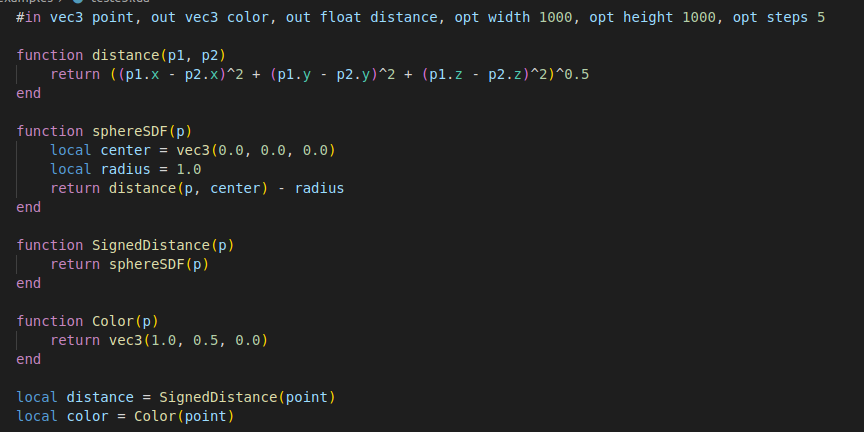 #in vec3 point, out vec3 color, out float distance, opt width 1000, opt height 1000, opt steps 5
function distance(p1, p2)
    return ((p1.x - p2.x)^2 + (p1.y - p2.y)^2 + (p1.z - p2.z)^2)^0.5
end
function sphereSDF(p)
    local center = vec3(0.0, 0.0, 0.0)
    local radius = 1.0
    return distance(p, center) - radius
end
function SignedDistance(p)
    return sphereSDF(p)
end
function Color(p)
    return vec3(1.0, 0.5, 0.0)
end
local distance = SignedDistance(point)
local color = Color(point)